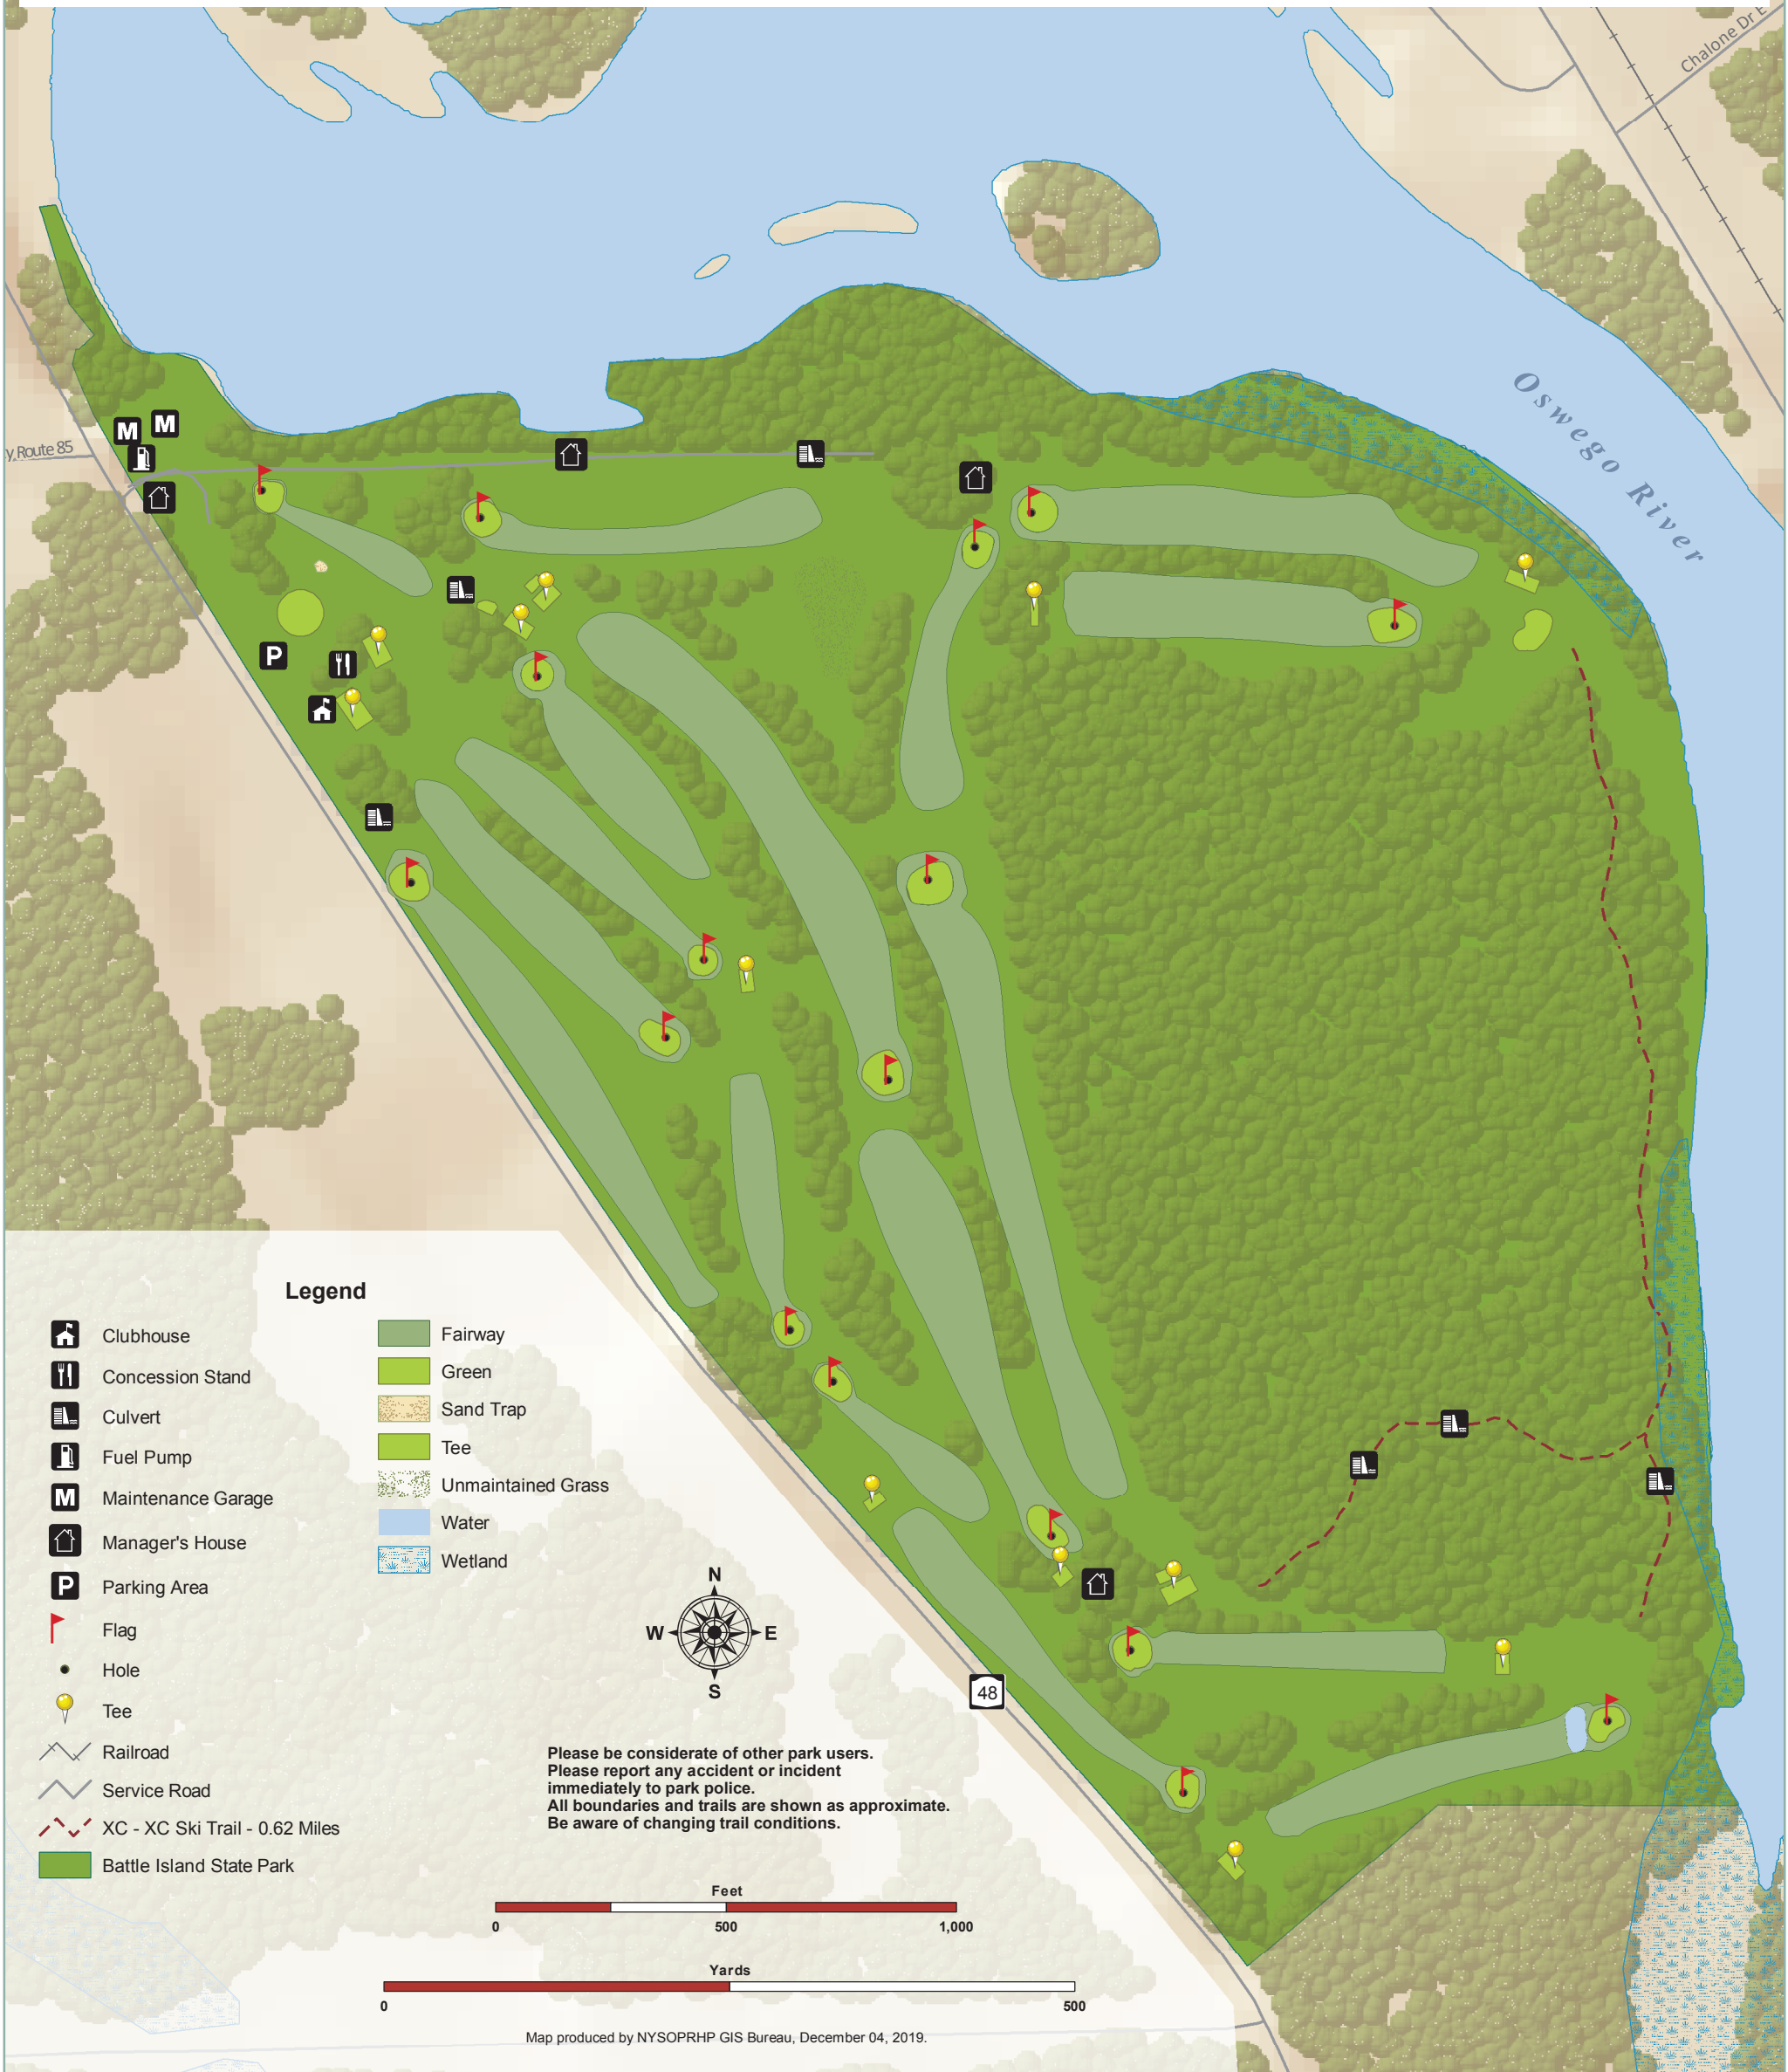 Chalone Dr E
Oswego River
y Route 85
M
M
P
Legend
Clubhouse
Concession Stand
Culvert
Fuel Pump
M Maintenance Garage
Manager's House
P Parking Area
Flag
Hole
Tee
Railroad
Service Road
XC - XC Ski Trail - 0.62 Miles
Battle Island State Park
Fairway
Green
Sand Trap
Tee
Unmaintained Grass
Water
Wetland
N
W E
S
48
Please be considerate of other park users.
Please report any accident or incident
immediately to park police.
All boundaries and trails are shown as approximate.
Be aware of changing trail conditions.
Feet
0 500 1,000
Yards
0 500
Map produced by NYSOPRHP GIS Bureau, December 04, 2019.